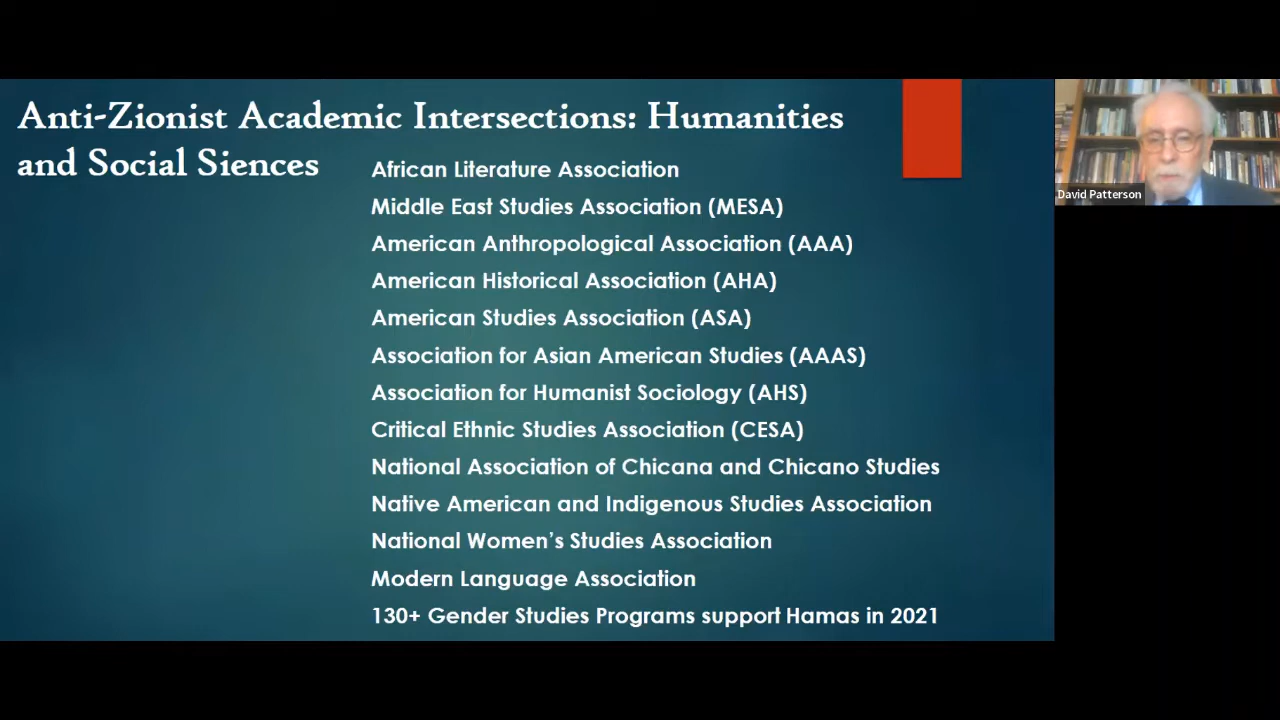 Anti-Zionist Academic Intersections: Humanities
and Social Siences
African Literature Association
Middle East Studies Association (MESA)
American Anthropological Association (AAA)
American Historical Association (AHA)
American Studies Association (ASA)
Association for Asian American Studies (AAAS)
Association for Humanist Sociology (AHS)
Critical Ethnic Studies Association (CESA)
National Association of Chicana and Chicano Studies
Native American and Indigenous Studies Association
National Women's Studies Association
Modern Language Association
130+ Gender Studies Programs support Hamas in 2021
David Patterson